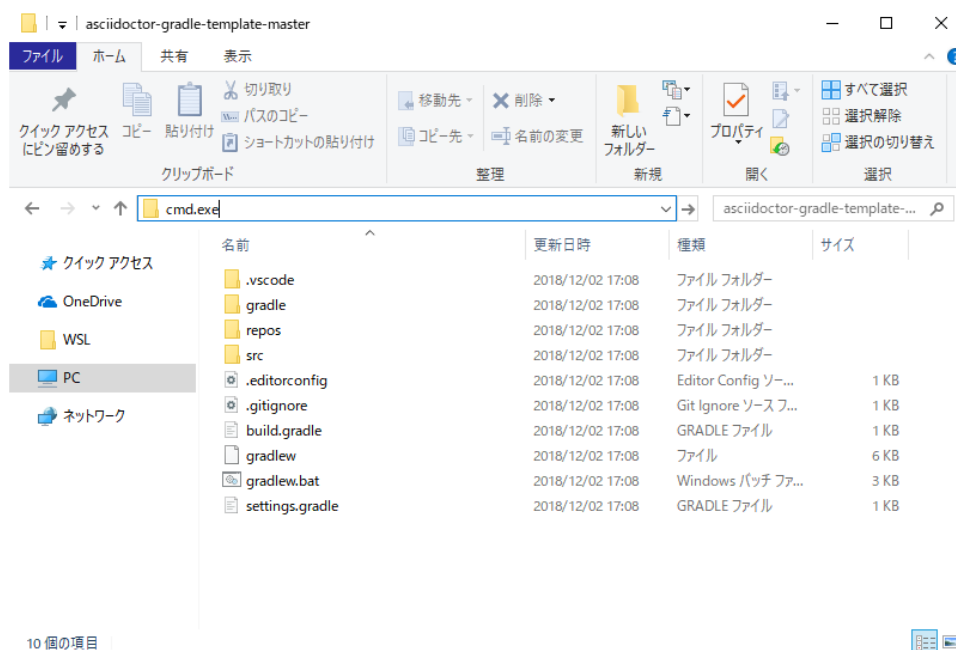 asciidoctor-gradle-template-master
ファイル ホーム 共有 表示
クイック アクセス
にピン留めする
コピー
貼り付け
切り取り
パスのコピー
ショートカットの貼り付け
クリップボード
移動先
コピー先
削除
名前の変更
整理
新しい
フォルダー
新規
プロパティ
開く
すべて選択
選択解除
選択の切り替え
選択
cmd.exe
asciidoctor-gradle-template-...
クイック アクセス
OneDrive
WSL
PC
ネットワーク
名前 更新日時 種類 サイズ
.vscode 2018/12/02 17:08 ファイル フォルダー
gradle 2018/12/02 17:08 ファイル フォルダー
repos 2018/12/02 17:08 ファイル フォルダー
src 2018/12/02 17:08 ファイル フォルダー
.editorconfig 2018/12/02 17:08 Editor Config ソー... 1 KB
.gitignore 2018/12/02 17:08 Git Ignore ソース フ... 1 KB
build.gradle 2018/12/02 17:08 GRADLE ファイル 1 KB
gradlew 2018/12/02 17:08 ファイル 6 KB
gradlew.bat 2018/12/02 17:08 Windows バッチ ファ... 3 KB
settings.gradle 2018/12/02 17:08 GRADLE ファイル 1 KB
10 個の項目